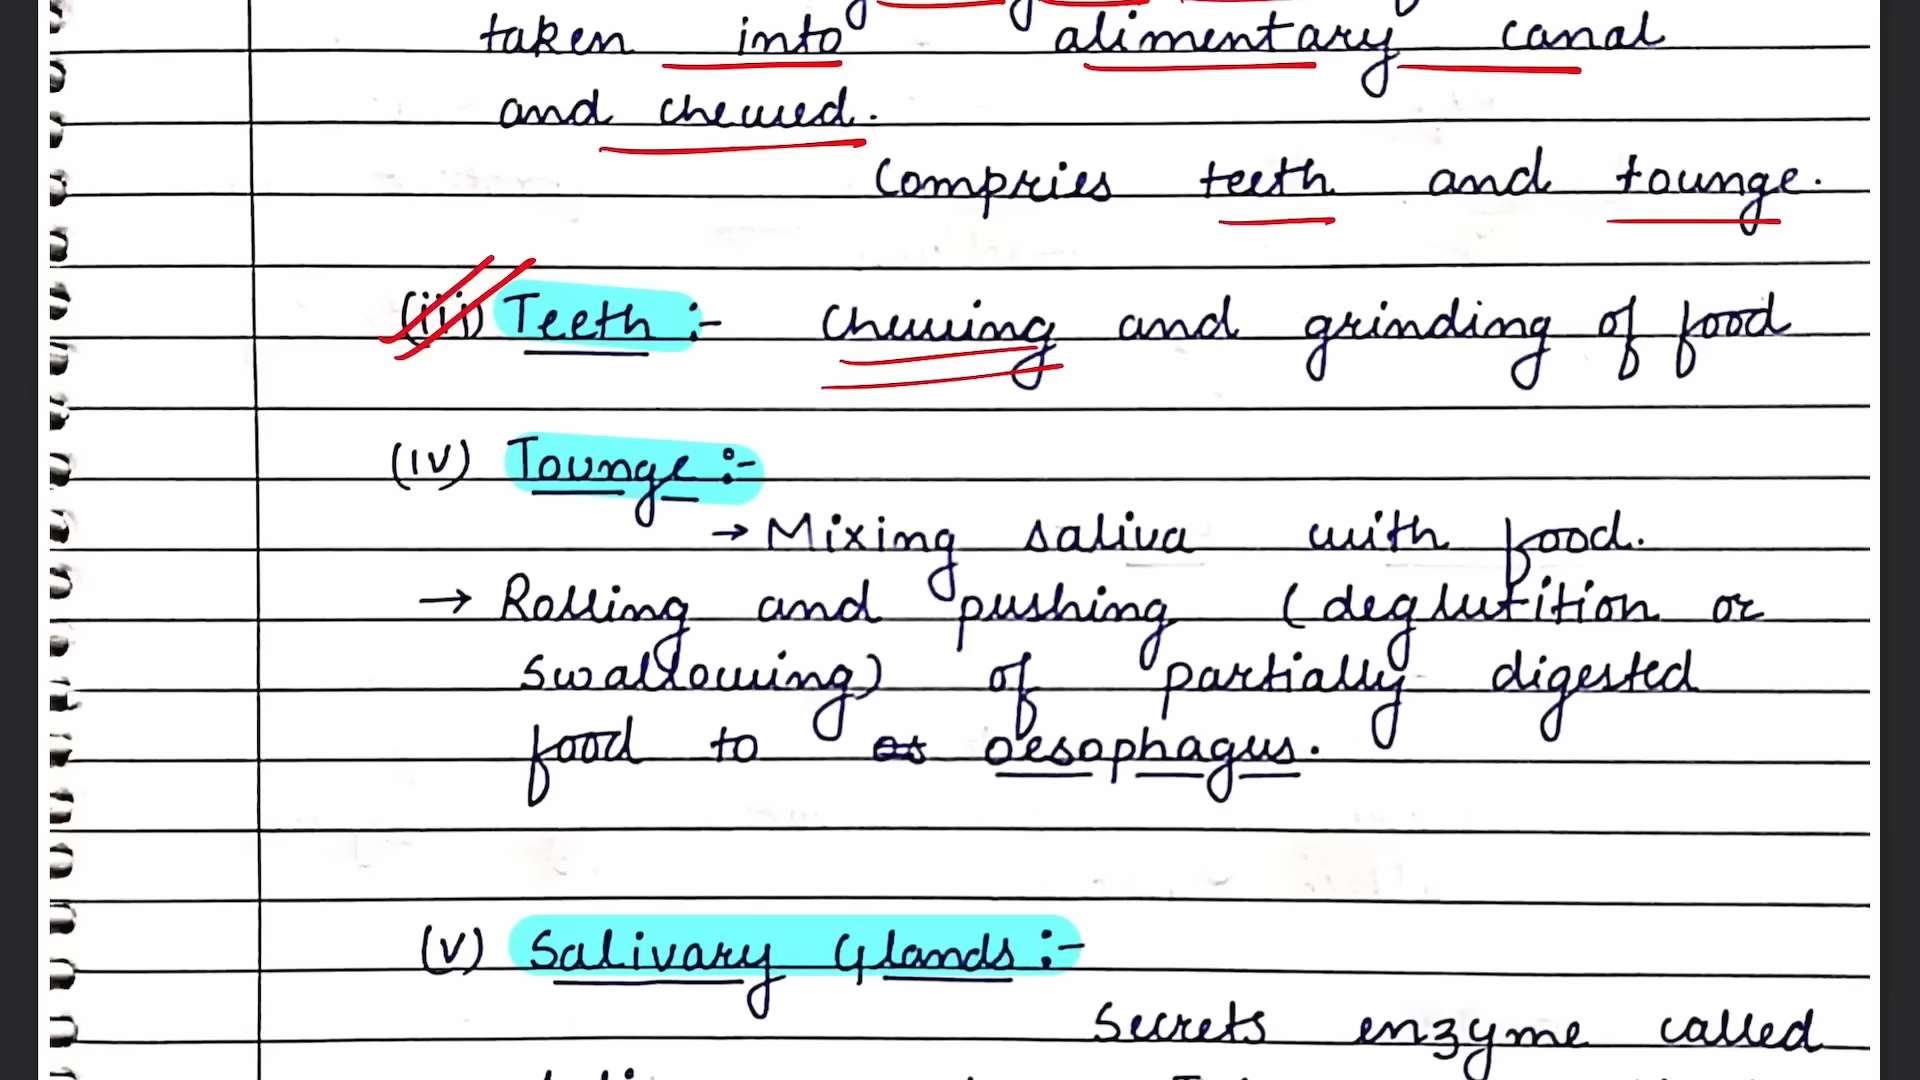 taken into alimentary canal
and chewed.
Compries teeth and tounge.
(iii) Teeth :- Chewing and grinding of food
(iv) Tounge :-
→ Mixing saliva with food.
→ Rolling and pushing (deglutition or
swallowing) of partially digested
food to oesophagus.
(v) Salivary Glands :-
Secrets enzyme called